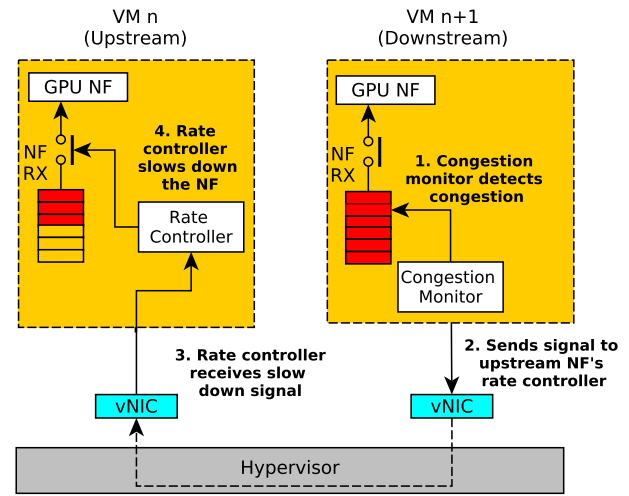 VM n
(Upstream)
VM n+1
(Downstream)
GPU NF
GPU NF
NF
RX
4. Rate
controller
slows down
the NF
NF
RX
1. Congestion
monitor detects
congestion
Rate
Controller
Congestion
Monitor
3. Rate controller
receives slow
down signal
2. Sends signal to
upstream NF's
rate controller
vNIC
vNIC
Hypervisor